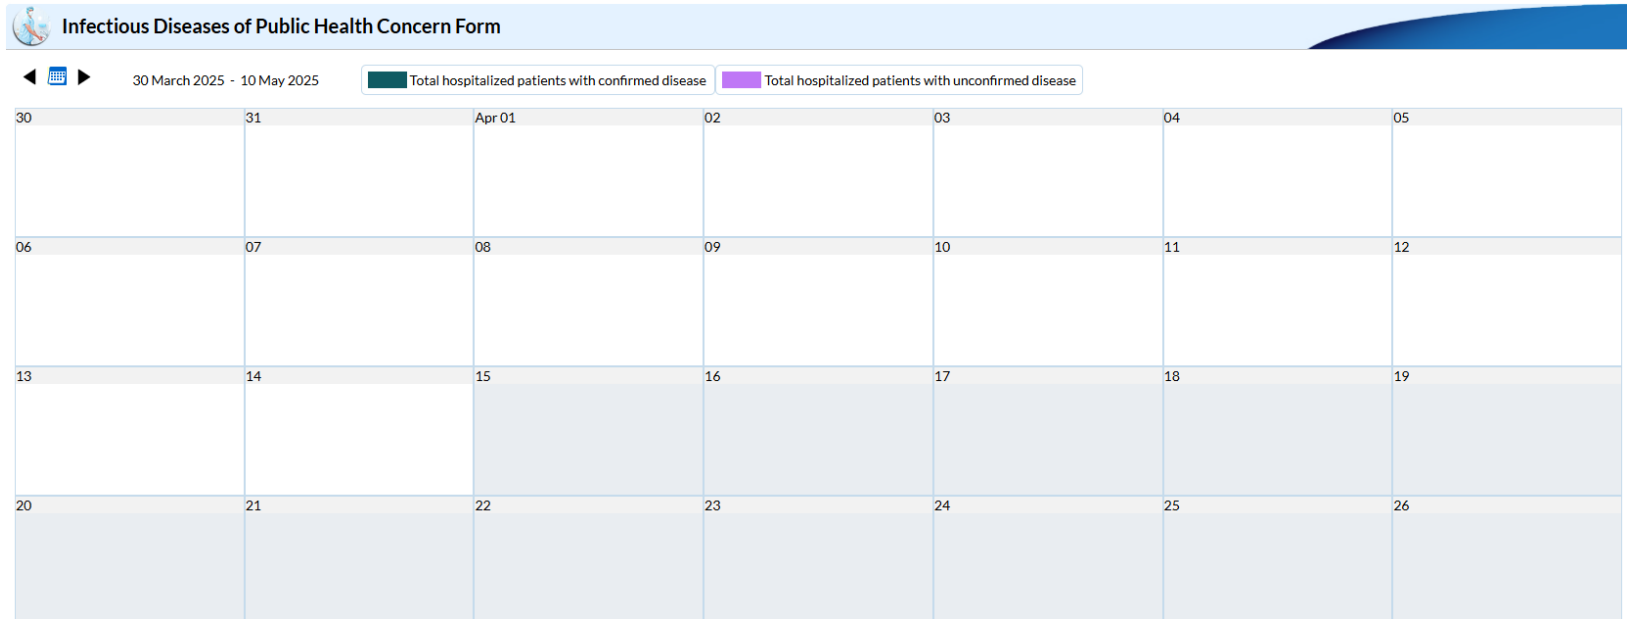 Infectious Diseases of Public Health Concern Form
30 March 2025 - 10 May 2025 Total hospitalized patients with confirmed disease Total hospitalized patients with unconfirmed disease
30 31 Apr 01 02 03 04 05
06 07 08 09 10 11 12
13 14 15 16 17 18 19
20 21 22 23 24 25 26